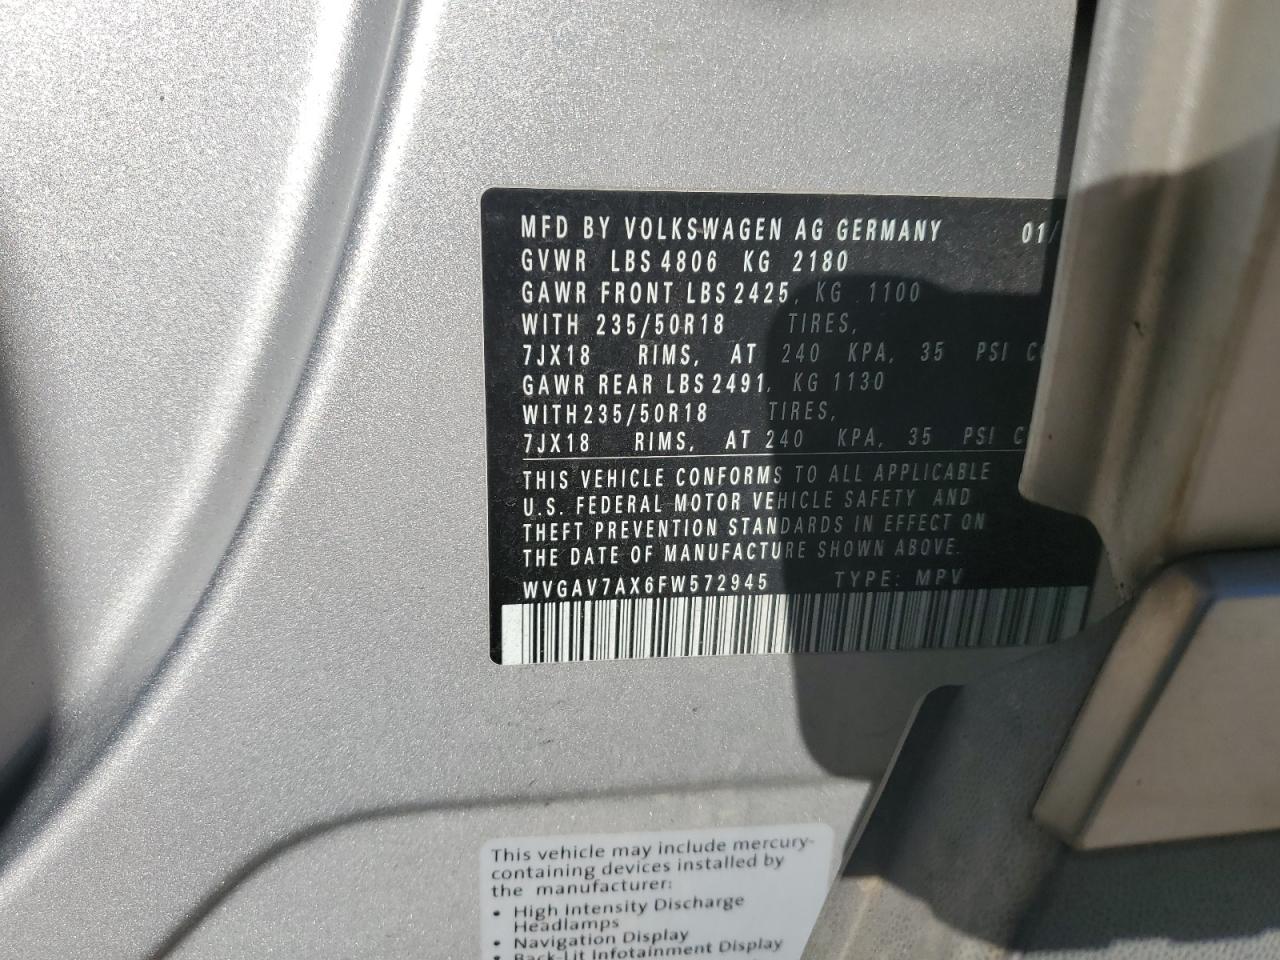 MFD BY VOLKSWAGEN AG GERMANY 01/
GVWR LBS 4806 KG 2180
GAWR FRONT LBS 2425, KG 1100
WITH 235/50R18 TIRES,
7JX18 RIMS, AT 240 KPA, 35 PSI C
GAWR REAR LBS 2491, KG 1130
WITH 235/50R18 TIRES,
7JX18 RIMS, AT 240 KPA, 35 PSI C
THIS VEHICLE CONFORMS TO ALL APPLICABLE
U.S. FEDERAL MOTOR VEHICLE SAFETY AND
THEFT PREVENTION STANDARDS IN EFFECT ON
THE DATE OF MANUFACTURE SHOWN ABOVE.
WVGAV7AX6FW572945 TYPE: MPV
This vehicle may include mercury-
containing devices installed by
the manufacturer:
• High Intensity Discharge
Headlamps
• Navigation Display
• Back-Lit Infotainment Display